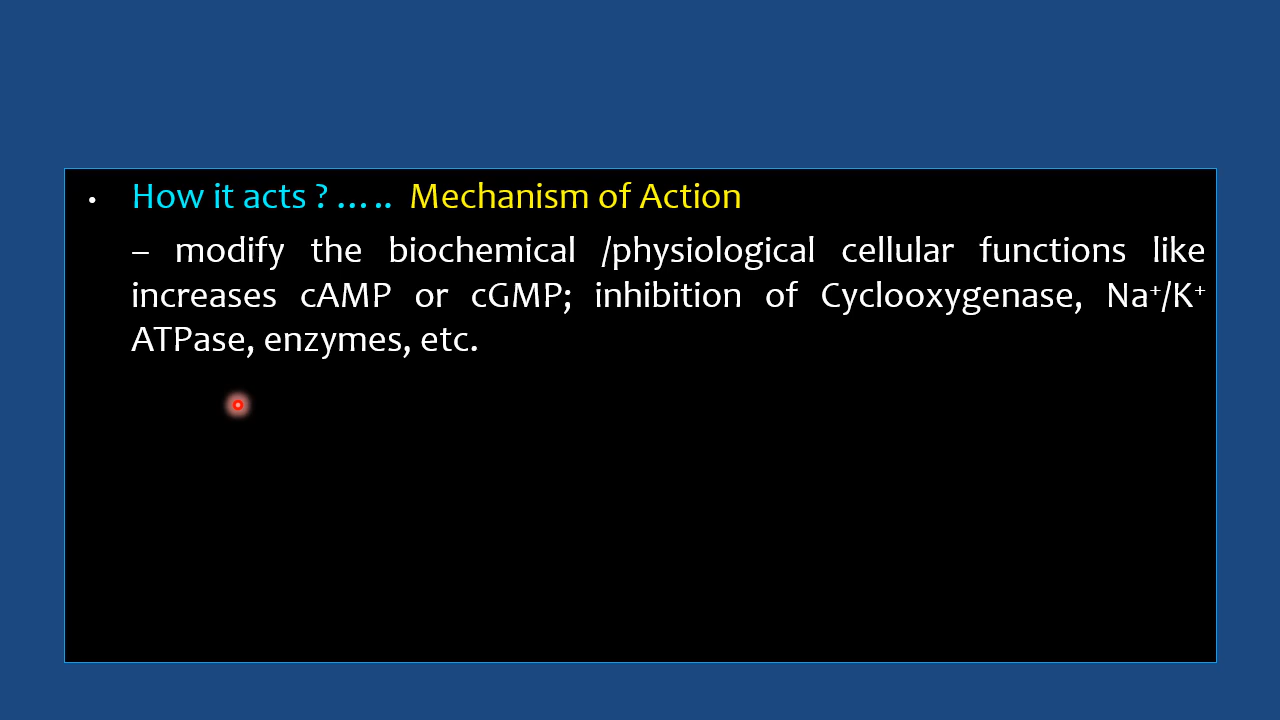 • How it acts ? ….. Mechanism of Action
– modify the biochemical /physiological cellular functions like
increases cAMP or cGMP; inhibition of Cyclooxygenase, Na⁺/K⁺
ATPase, enzymes, etc.